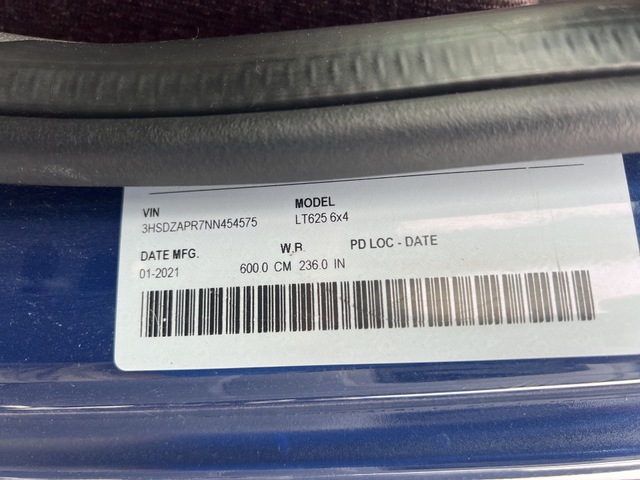 VIN MODEL
3HSDZAPR7NN454575 LT625 6x4
DATE MFG. W.B. PD LOC - DATE
01-2021 600.0 CM 236.0 IN